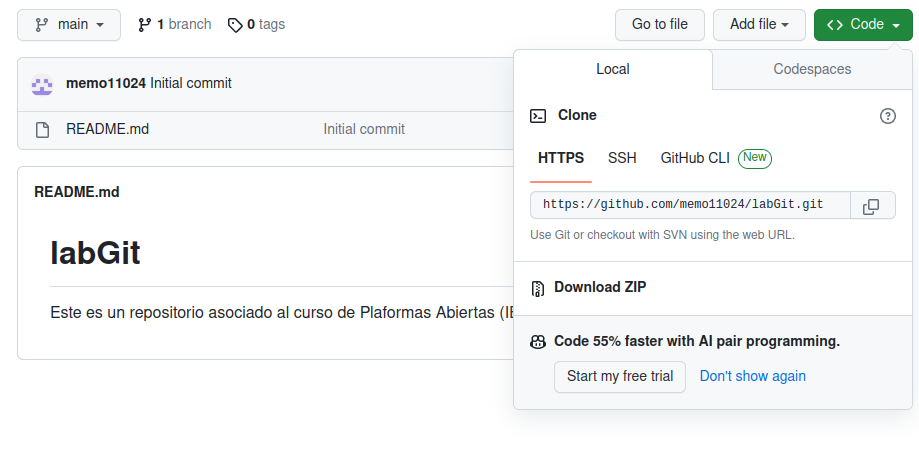 main 1 branch 0 tags Go to file Add file Code
Local Codespaces
memo11024 Initial commit
Clone
README.md Initial commit
HTTPS SSH GitHub CLI New
README.md
https://github.com/memo11024/labGit.git
Use Git or checkout with SVN using the web URL.
labGit
Download ZIP
Este es un repositorio asociado al curso de Plaformas Abiertas (
Code 55% faster with AI pair programming.
Start my free trial Don't show again